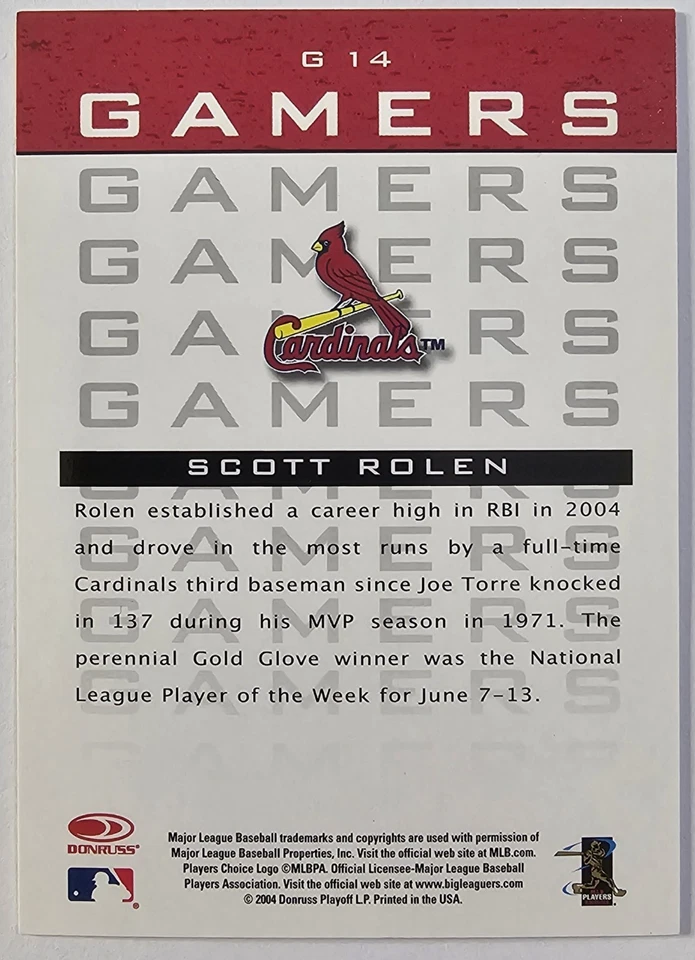 G 14
GAMERS
GAMERS
GAMERS
GAMERS
GAMERS
Cardinals™
SCOTT ROLEN
Rolen established a career high in RBI in 2004
and drove in the most runs by a full-time
Cardinals third baseman since Joe Torre knocked
in 137 during his MVP season in 1971. The
perennial Gold Glove winner was the National
League Player of the Week for June 7-13.
GAMERS
GAMERS
GAMERS
GAMERS
DONRUSS®
®
Major League Baseball trademarks and copyrights are used with permission of
Major League Baseball Properties, Inc. Visit the official web site at MLB.com.
Players Choice Logo ©MLBPA. Official Licensee-Major League Baseball
Players Association. Visit the official web site at www.bigleaguers.com
© 2004 Donruss Playoff L.P. Printed in the USA.
PLAYERS